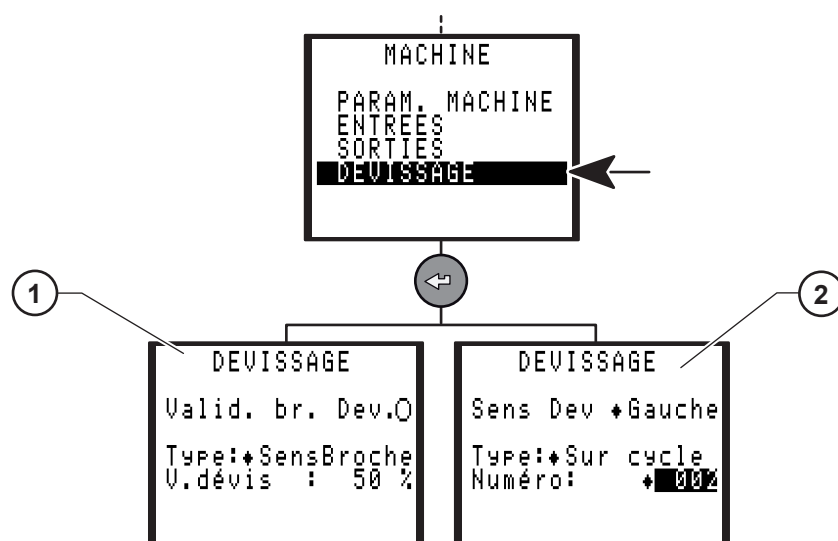 MACHINE
PARAM. MACHINE
ENTREES
SORTIES
DEVISSAGE
1
2
DEVISSAGE
Valid. br. Dev.
Type:♦SensBroche
V.dévis : 50 %
DEVISSAGE
Sens Dev ♦Gauche
Type:♦Sur cycle
Numéro: ♦ 002